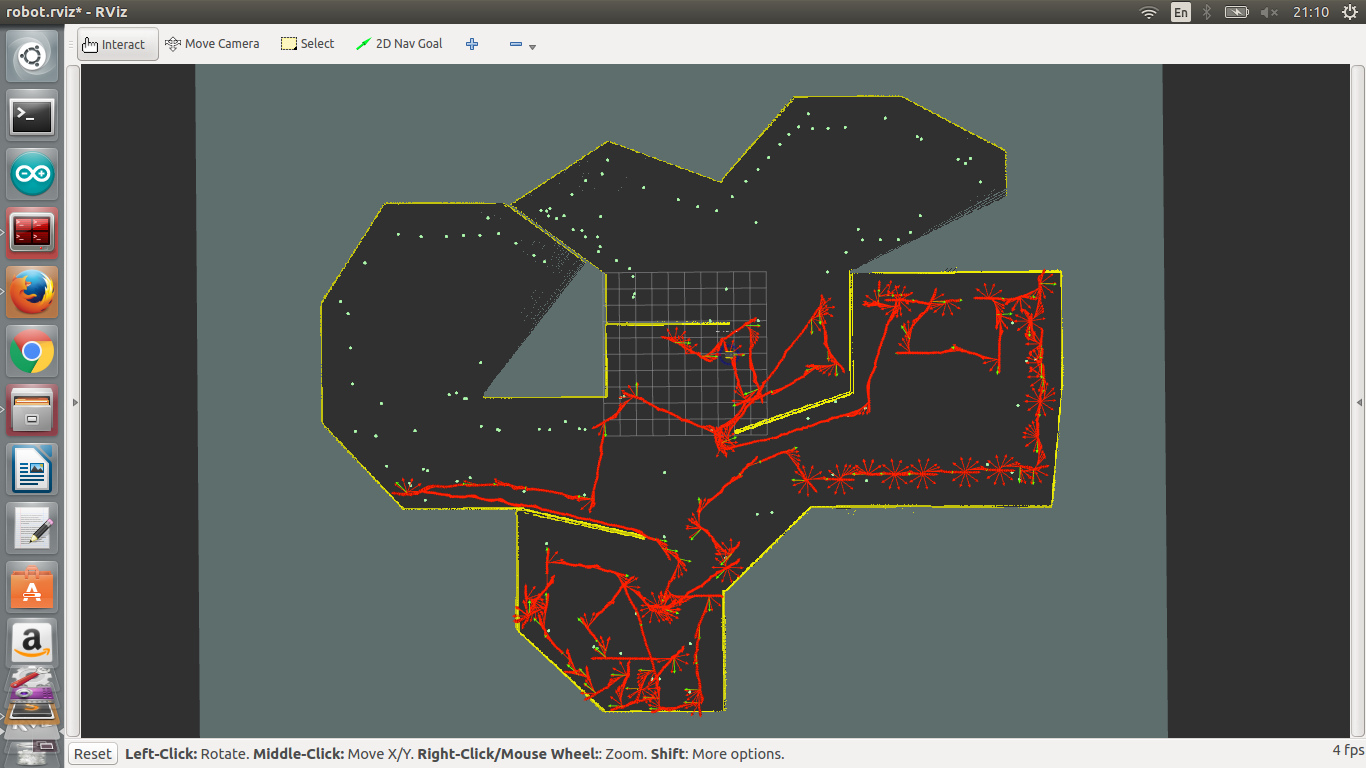 robot.rviz* - RViz
En
21:10
Interact
Move Camera
Select
2D Nav Goal
Reset
Left-Click: Rotate. Middle-Click: Move X/Y. Right-Click/Mouse Wheel:: Zoom. Shift: More options.
4 fps